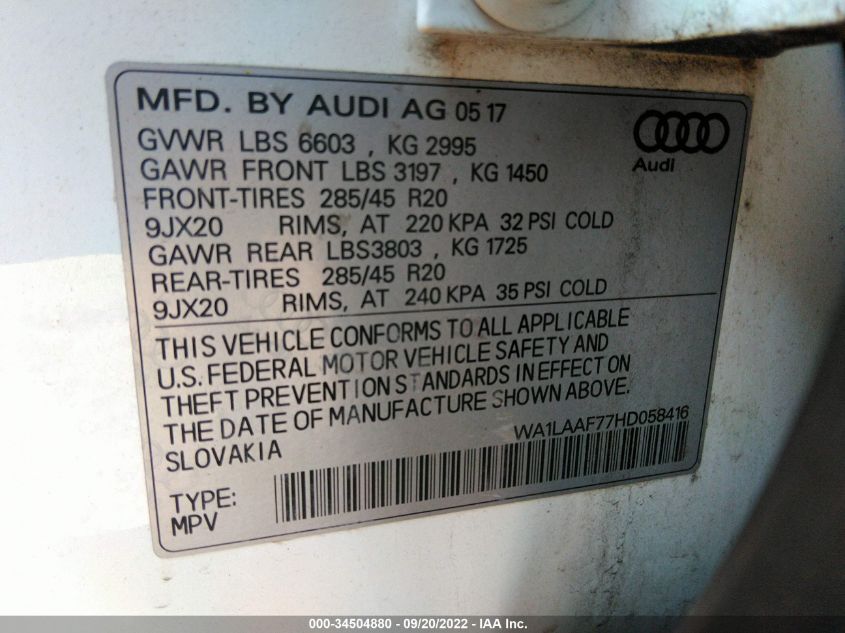 MFD. BY AUDI AG 05 17
Audi
GVWR LBS 6603 , KG 2995
GAWR FRONT LBS 3197 , KG 1450
FRONT-TIRES 285/45 R20
9JX20 RIMS, AT 220 KPA 32 PSI COLD
GAWR REAR LBS3803 , KG 1725
REAR-TIRES 285/45 R20
9JX20 RIMS, AT 240 KPA 35 PSI COLD
THIS VEHICLE CONFORMS TO ALL APPLICABLE
U.S. FEDERAL MOTOR VEHICLE SAFETY AND
THEFT PREVENTION STANDARDS IN EFFECT ON
THE DATE OF MANUFACTURE SHOWN ABOVE.
SLOVAKIA WA1LAAF77HD058416
TYPE:
MPV
000-34504880 - 09/20/2022 - IAA Inc.